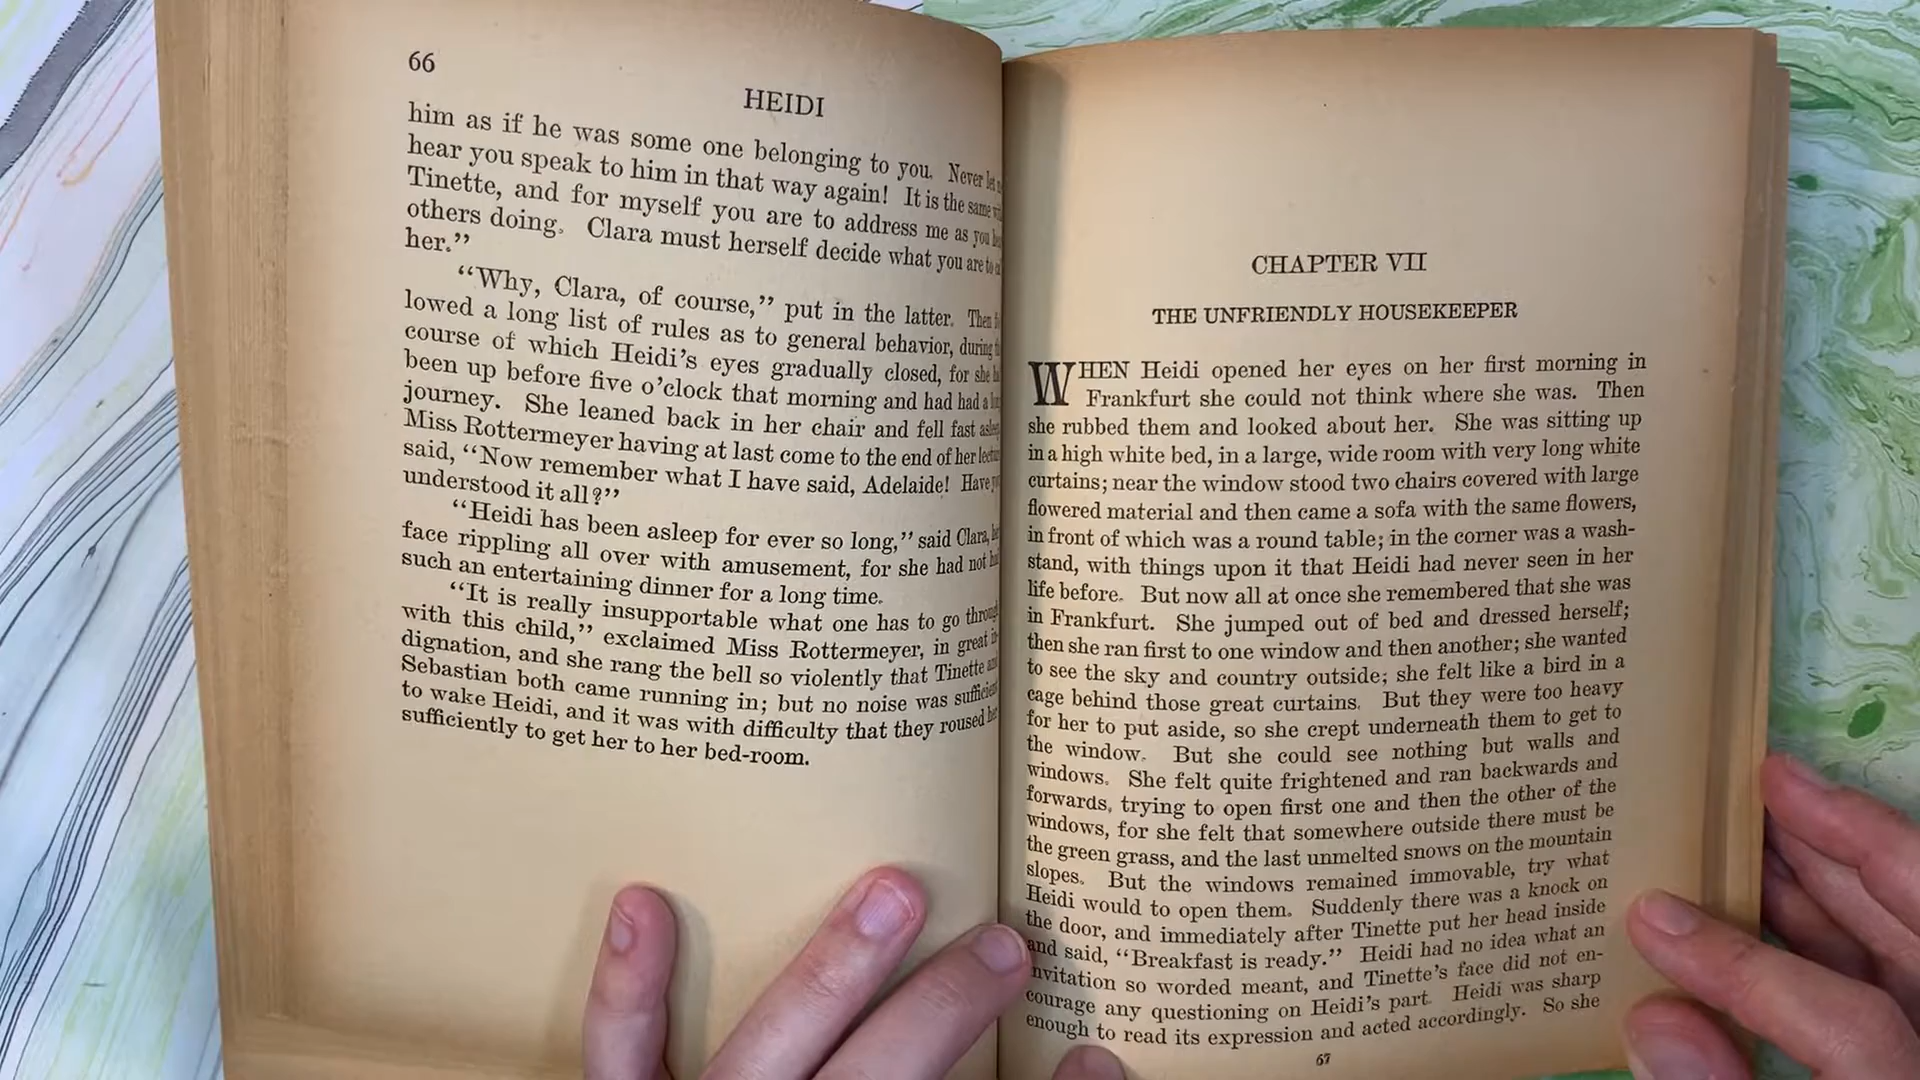 66
HEIDI
him as if he was some one belonging to you. Never let
hear you speak to him in that way again! It is the same
Tinette, and for myself you are to address me as you
others doing. Clara must herself decide what you are to
her.”
“Why, Clara, of course,” put in the latter. Then
lowed a long list of rules as to general behavior, during
course of which Heidi’s eyes gradually closed, for she
been up before five o’clock that morning and had had a
journey. She leaned back in her chair and fell fast
Miss Rottermeyer having at last come to the end of her
said, “Now remember what I have said, Adelaide! Have
understood it all?”
“Heidi has been asleep for ever so long,” said Clara,
face rippling all over with amusement, for she had not
such an entertaining dinner for a long time.
“It is really insupportable what one has to go through
with this child,” exclaimed Miss Rottermeyer, in great in-
dignation, and she rang the bell so violently that Tinette
Sebastian both came running in; but no noise was sufficient
to wake Heidi, and it was with difficulty that they roused
sufficiently to get her to her bed-room.
CHAPTER VII
THE UNFRIENDLY HOUSEKEEPER
WHEN Heidi opened her eyes on her first morning in
Frankfurt she could not think where she was. Then
she rubbed them and looked about her. She was sitting up
in a high white bed, in a large, wide room with very long white
curtains; near the window stood two chairs covered with large
flowered material and then came a sofa with the same flowers,
in front of which was a round table; in the corner was a wash-
stand, with things upon it that Heidi had never seen in her
life before. But now all at once she remembered that she was
in Frankfurt. She jumped out of bed and dressed herself;
then she ran first to one window and then another; she wanted
to see the sky and country outside; she felt like a bird in a
cage behind those great curtains. But they were too heavy
for her to put aside, so she crept underneath them to get to
the window. But she could see nothing but walls and
windows. She felt quite frightened and ran backwards and
forwards, trying to open first one and then the other of the
windows, for she felt that somewhere outside there must be
the green grass, and the last unmelted snows on the mountain
slopes. But the windows remained immovable, try what
Heidi would to open them. Suddenly there was a knock on
the door, and immediately after Tinette put her head inside
and said, “Breakfast is ready.” Heidi had no idea what an
invitation so worded meant, and Tinette’s face did not en-
courage any questioning on Heidi’s part. Heidi was sharp
enough to read its expression and acted accordingly. So she
67